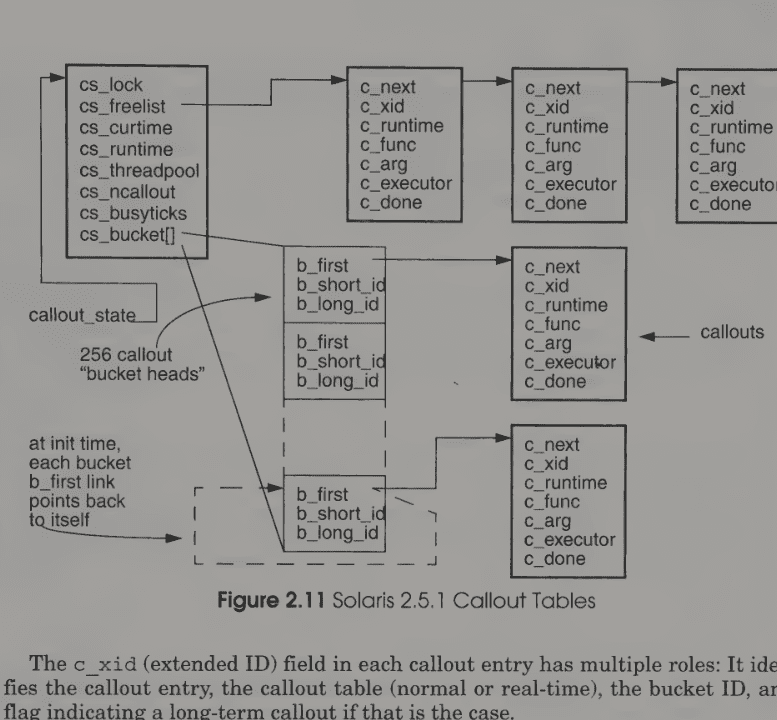 cs_lock
cs_freelist
cs_curtime
cs_runtime
cs_threadpool
cs_ncallout
cs_busyticks
cs_bucket[]
c_next
c_xid
c_runtime
c_func
c_arg
c_executor
c_done
c_next
c_xid
c_runtime
c_func
c_arg
c_executor
c_done
c_next
c_xid
c_runtime
c_func
c_arg
c_executor
c_done
callout_state
256 callout
"bucket heads"
b_first
b_short_id
b_long_id
b_first
b_short_id
b_long_id
c_next
c_xid
c_runtime
c_func
c_arg
c_executor
c_done
callouts
at init time,
each bucket
b_first link
points back
to itself
b_first
b_short_id
b_long_id
c_next
c_xid
c_runtime
c_func
c_arg
c_executor
c_done
Figure 2.11 Solaris 2.5.1 Callout Tables
The c_xid (extended ID) field in each callout entry has multiple roles: It ide
fies the callout entry, the callout table (normal or real-time), the bucket ID, an
flag indicating a long-term callout if that is the case.